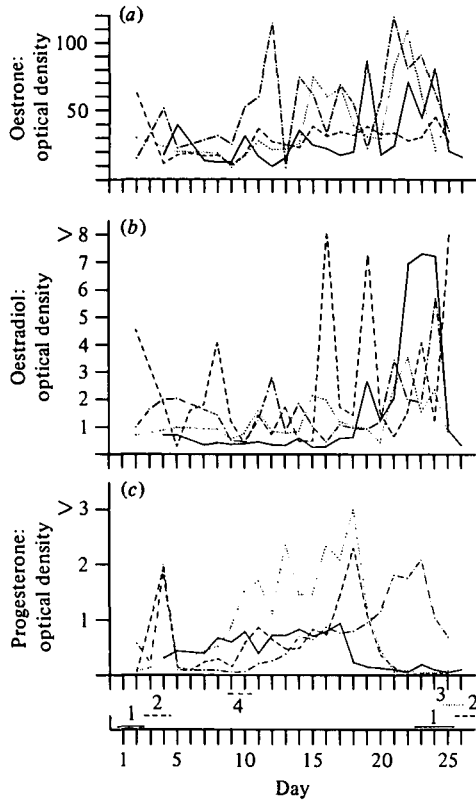 (a)
Oestrone:
optical density
100
50
(b)
Oestradiol:
optical density
> 8
7
6
5
4
3
2
1
(c)
Progesterone:
optical density
> 3
2
1
1 2 4 3 1 2
1 5 10 15 20 25
Day